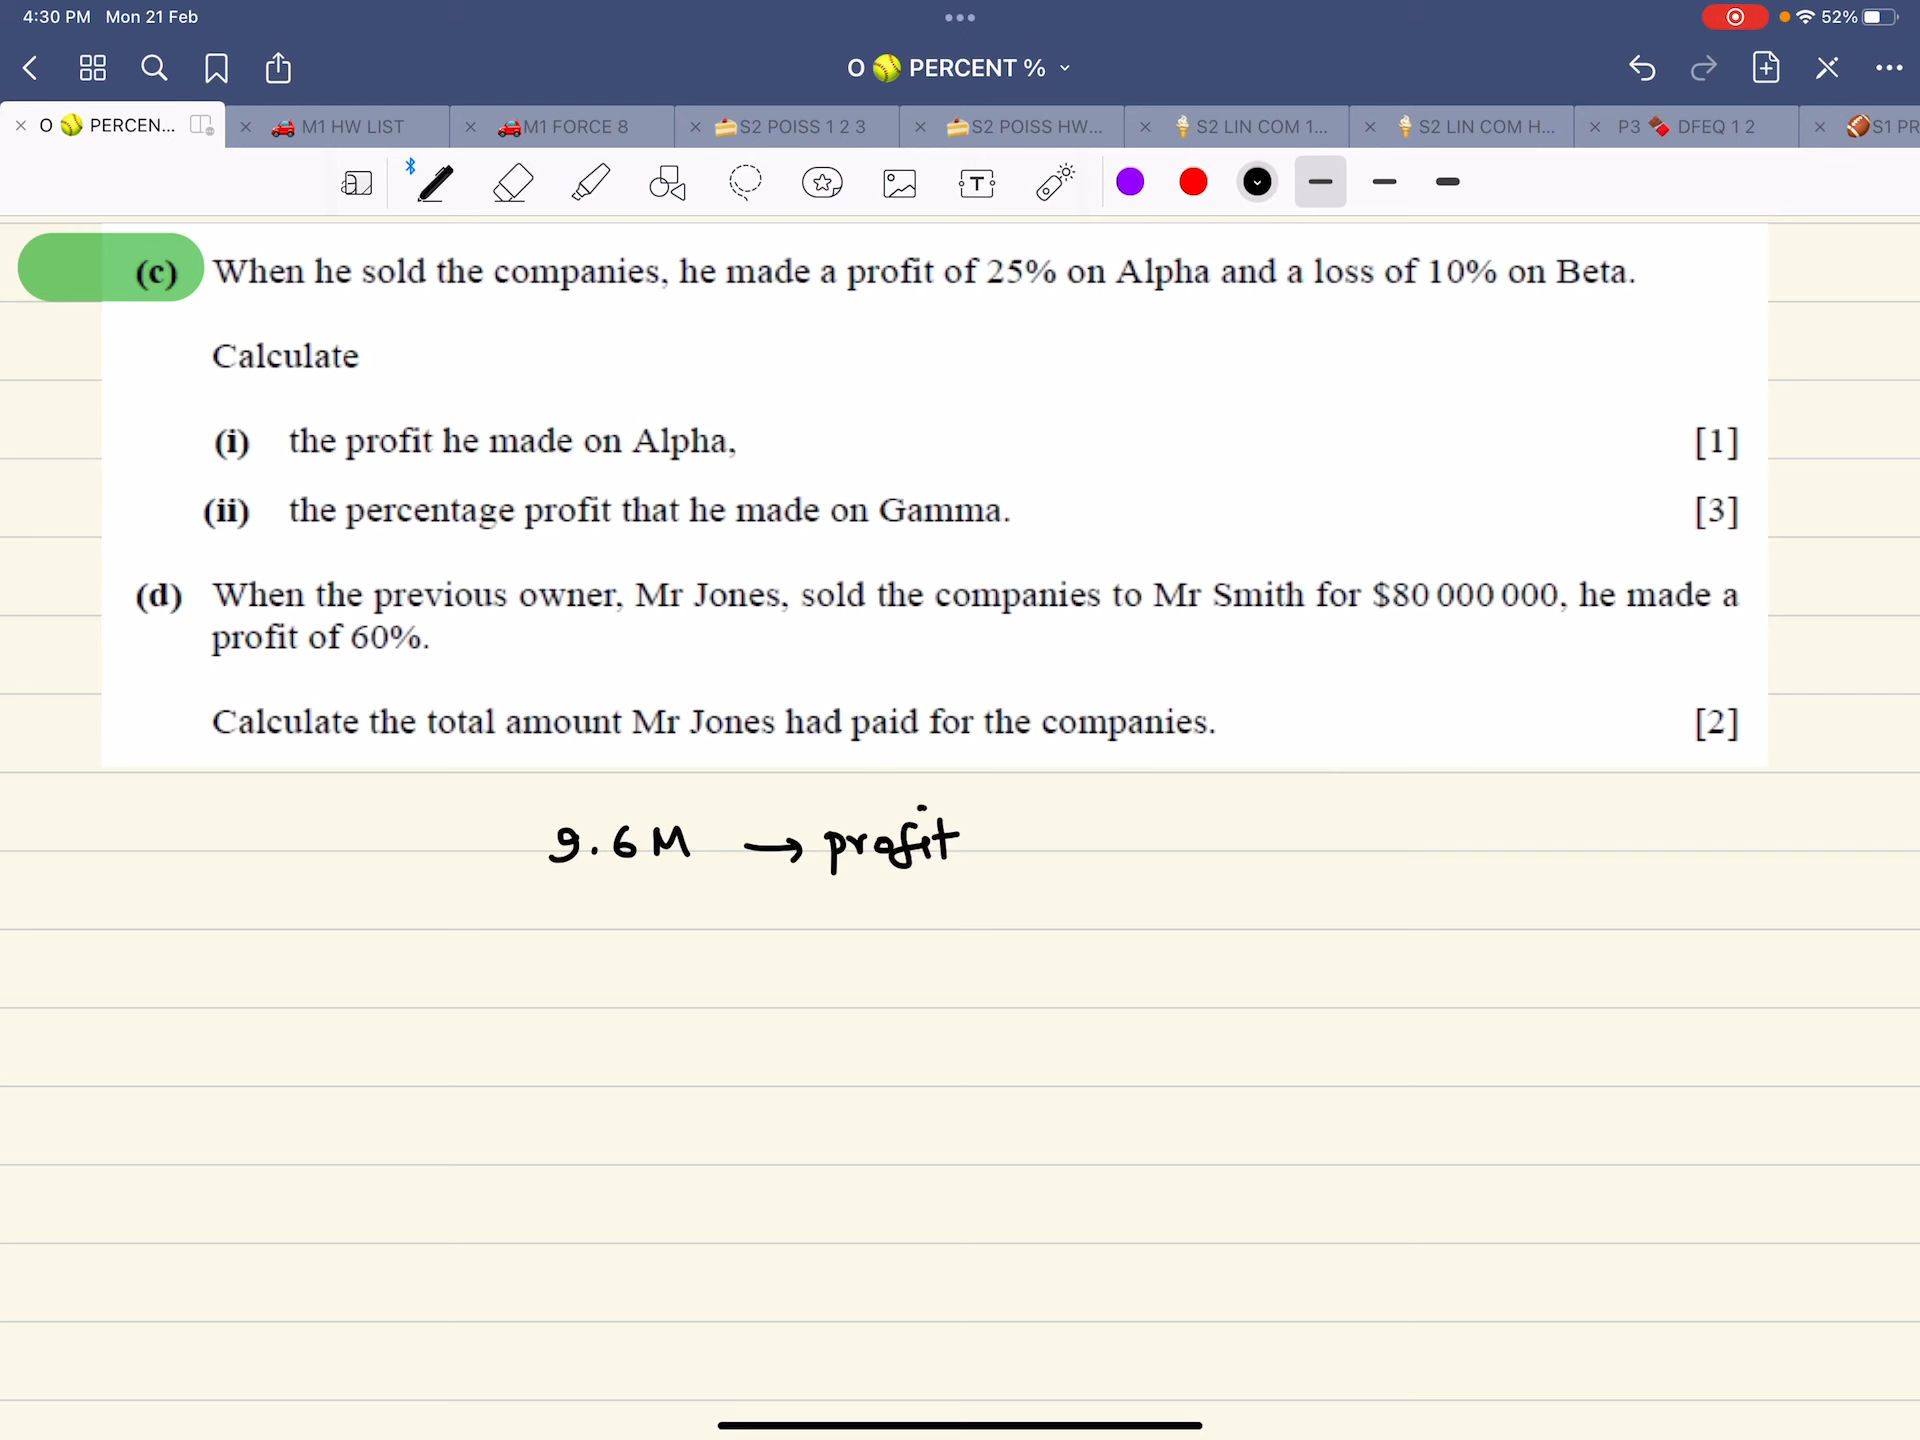 4:30 PM Mon 21 Feb
52%
O 🥎 PERCENT %
O 🥎 PERCEN...
M1 HW LIST
M1 FORCE 8
S2 POISS 1 2 3
S2 POISS HW...
S2 LIN COM 1...
S2 LIN COM H...
P3 🍫 DFEQ 1 2
S1 PR
(c) When he sold the companies, he made a profit of 25% on Alpha and a loss of 10% on Beta.
Calculate
(i) the profit he made on Alpha, [1]
(ii) the percentage profit that he made on Gamma. [3]
(d) When the previous owner, Mr Jones, sold the companies to Mr Smith for $80 000 000, he made a
profit of 60%.
Calculate the total amount Mr Jones had paid for the companies. [2]
9.6 M → profit